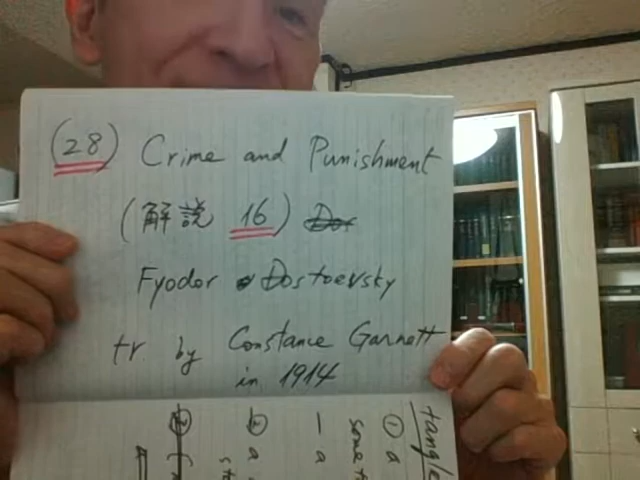 (28) Crime and Punishment
(解説 16) Dos
Fyodor Dostoevsky
tr. by Constance Garnett
in 1914
tangle
① a
some
— a
② a